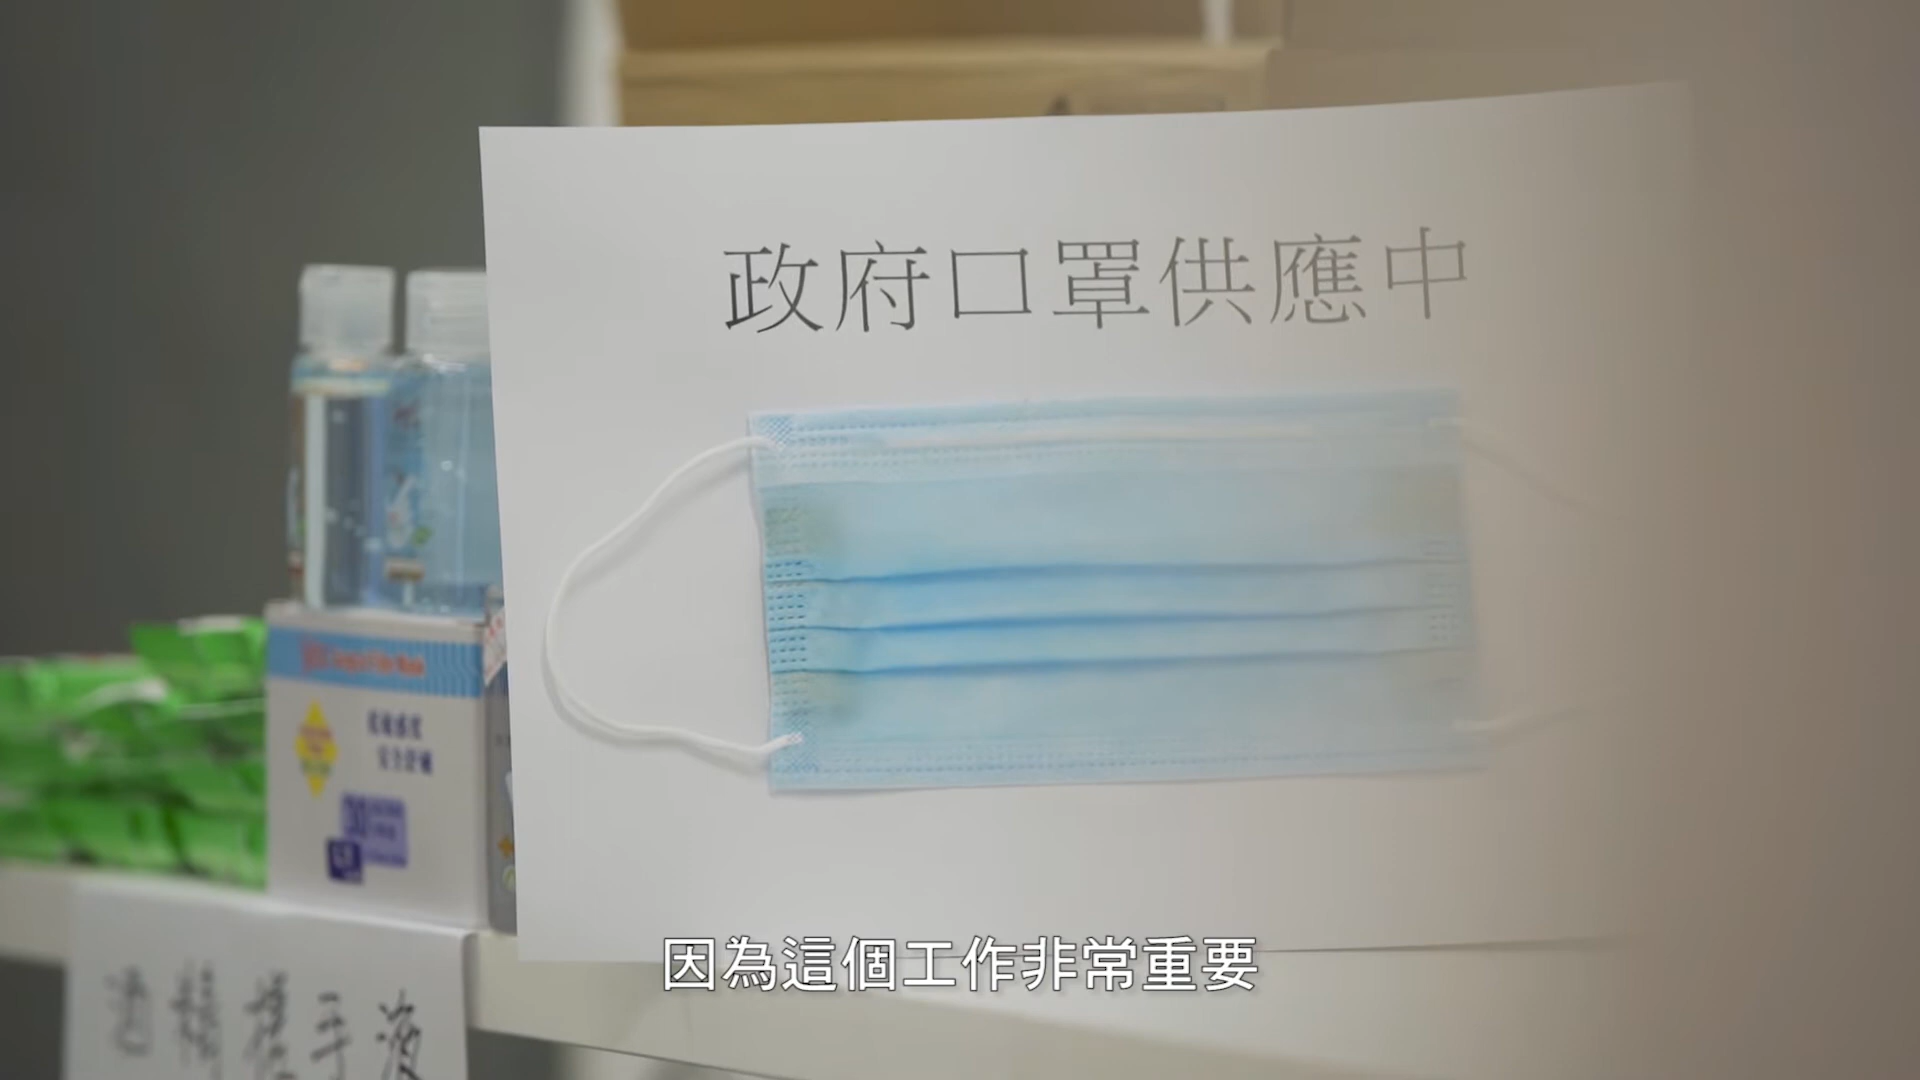 政府口罩供應中
因為這個工作非常重要
酒精搓手液